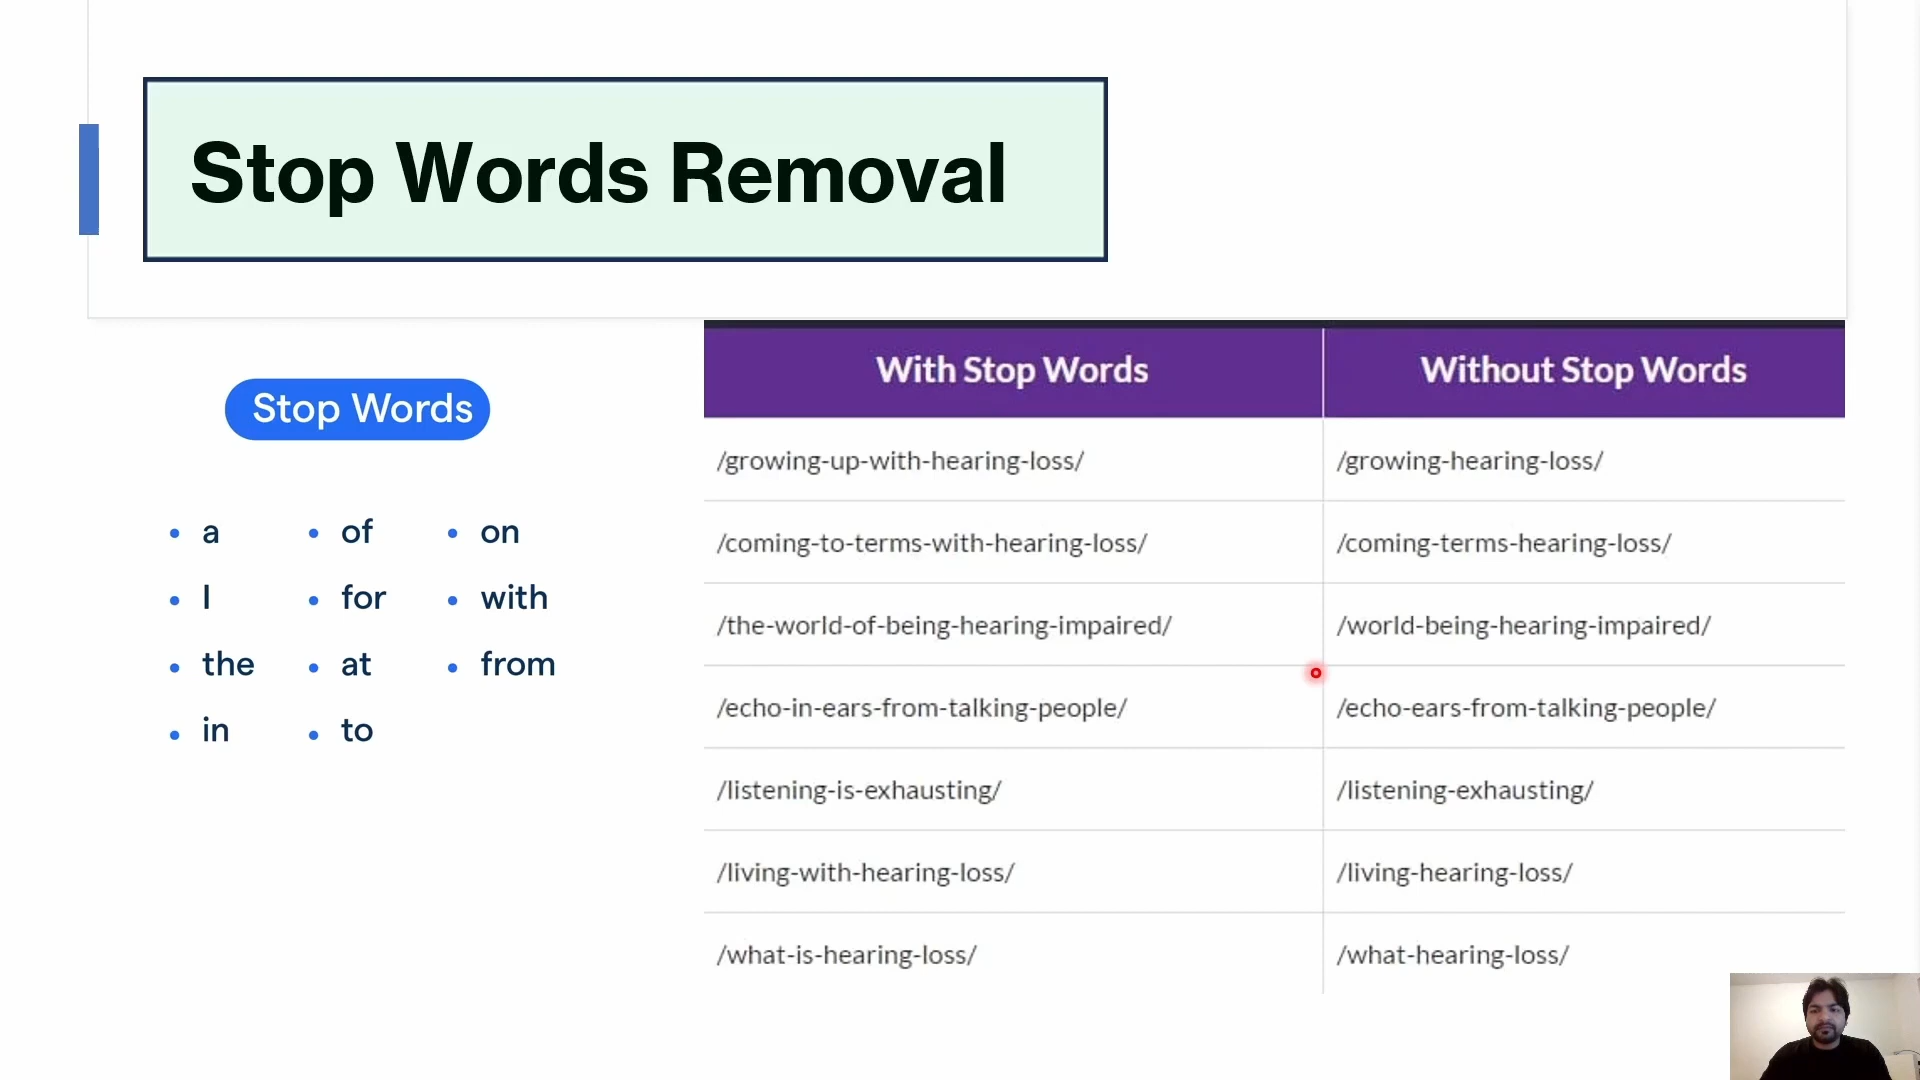 Stop Words Removal
Stop Words
a
I
the
in
of
for
at
to
on
with
from
With Stop Words Without Stop Words
/growing-up-with-hearing-loss/ /growing-hearing-loss/
/coming-to-terms-with-hearing-loss/ /coming-terms-hearing-loss/
/the-world-of-being-hearing-impaired/ /world-being-hearing-impaired/
/echo-in-ears-from-talking-people/ /echo-ears-from-talking-people/
/listening-is-exhausting/ /listening-exhausting/
/living-with-hearing-loss/ /living-hearing-loss/
/what-is-hearing-loss/ /what-hearing-loss/